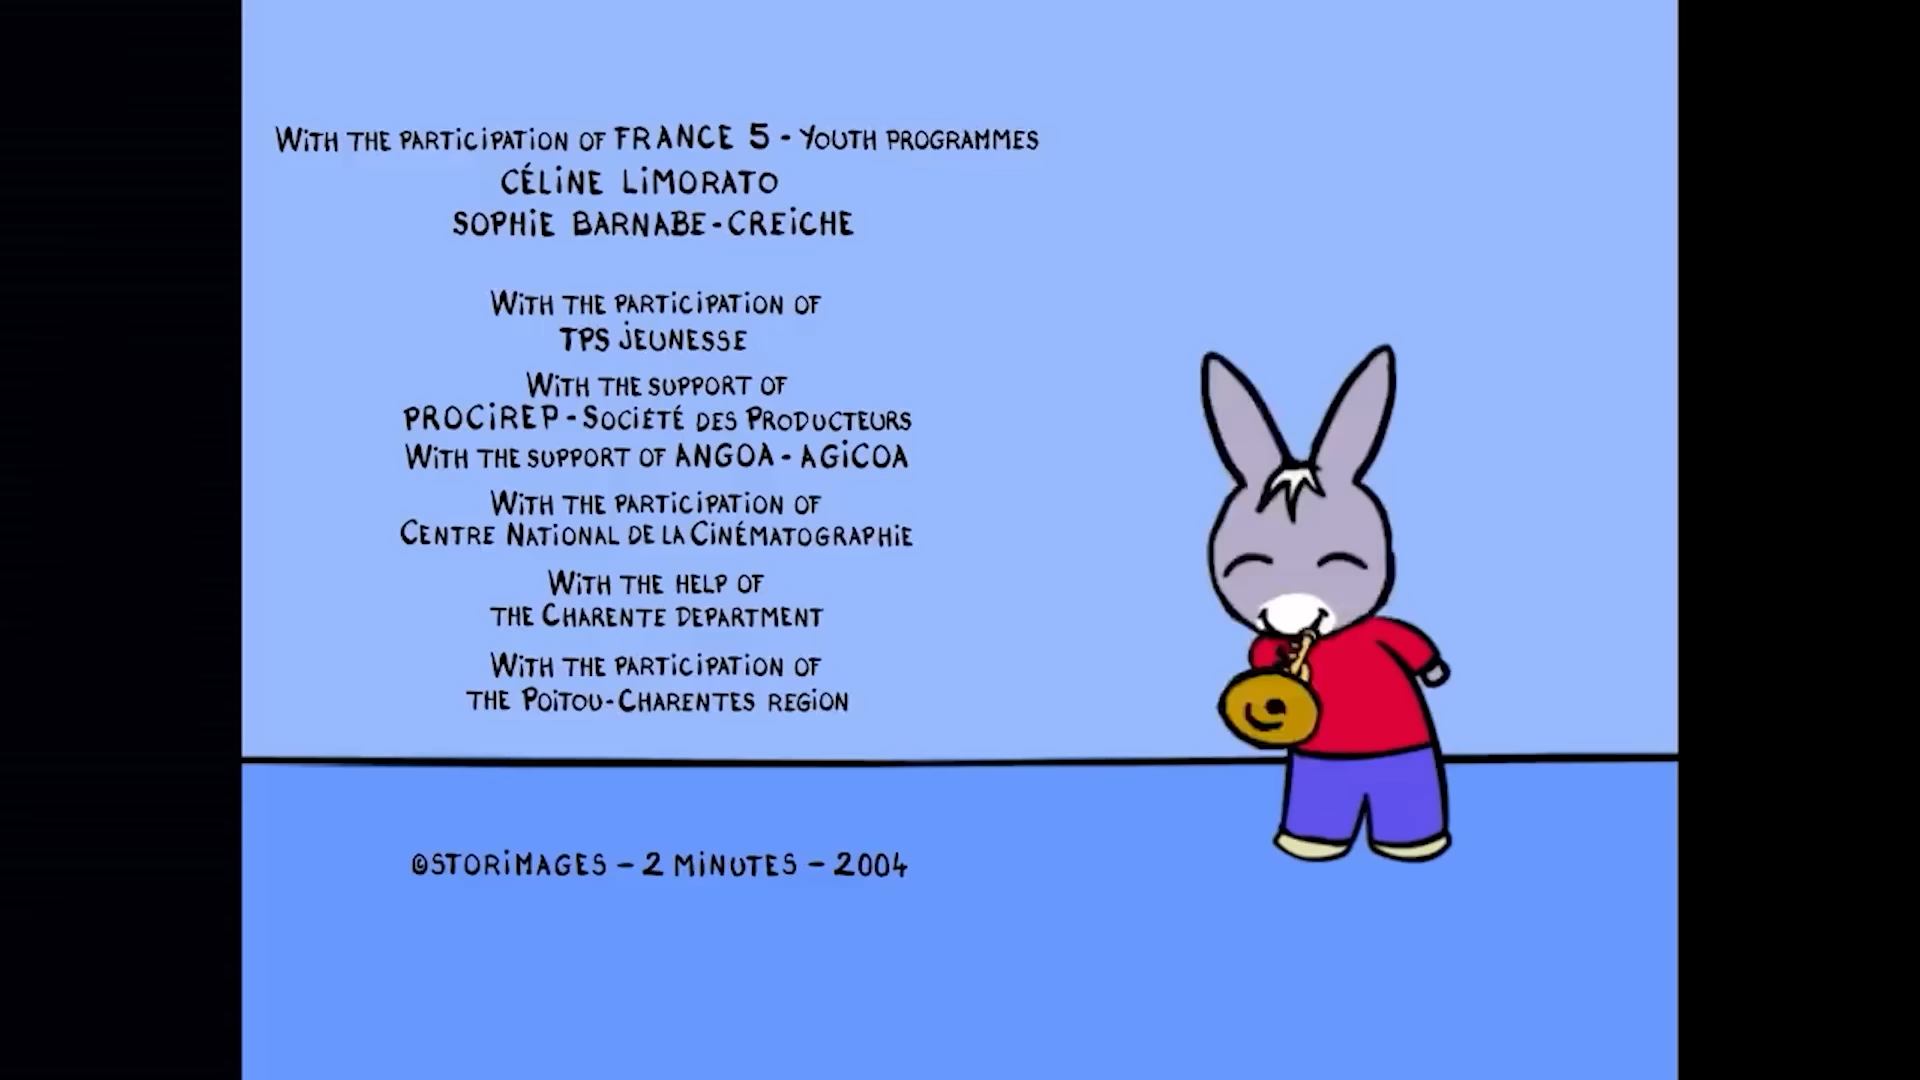 WiTH THE PARTiCiPATiON OF FRANCE 5 - YOUTH PROGRAMMES
CÉLiNE LiMORATO
SOPHiE BARNABE-CREiCHE
WiTH THE PARTiCiPATiON OF
TPS JEUNESSE
WiTH THE SUPPORT OF
PROCiREP - SOCiÉTÉ DES PRODUCTEURS
WiTH THE SUPPORT OF ANGOA - AGiCOA
WiTH THE PARTiCiPATiON OF
CENTRE NATiONAL DE LA CiNÉMATOGRAPHiE
WiTH THE HELP OF
THE CHARENTE DEPARTMENT
WiTH THE PARTiCiPATiON OF
THE POiTOU-CHARENTES REGiON
©STORiMAGES – 2 MiNUTES – 2004